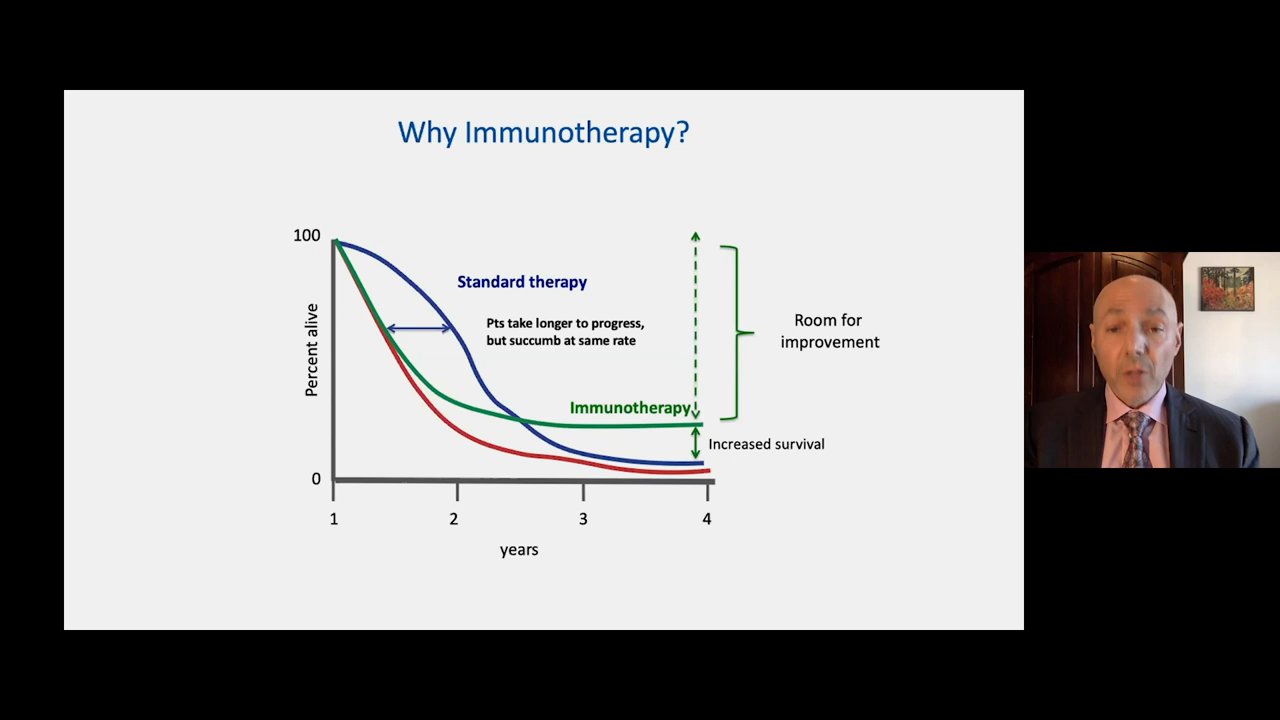 Why Immunotherapy?
100
Standard therapy
Pts take longer to progress,
but succumb at same rate
Room for
improvement
Percent alive
Immunotherapy
Increased survival
0
1
2
3
4
years